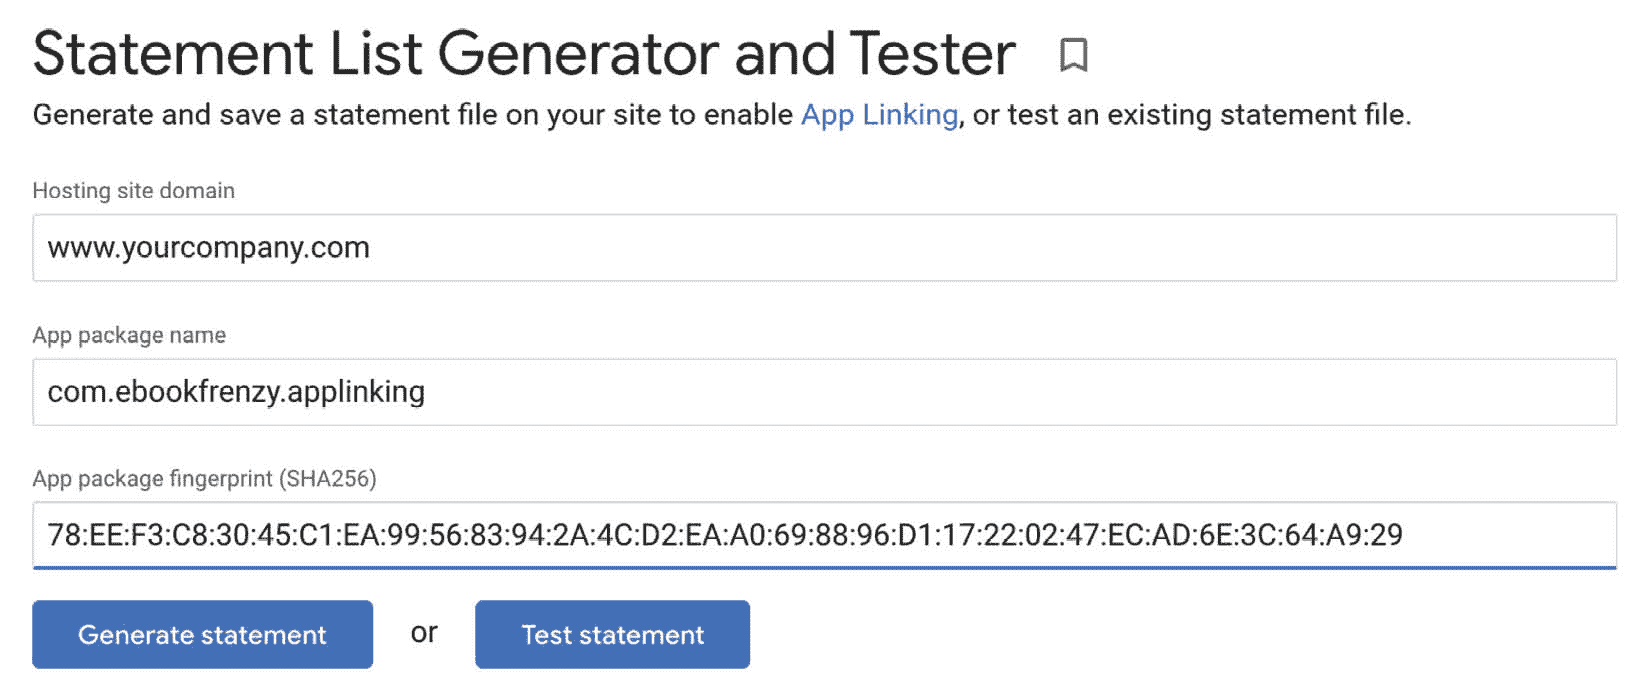 Statement List Generator and Tester
Generate and save a statement file on your site to enable App Linking, or test an existing statement file.
Hosting site domain
www.yourcompany.com
App package name
com.ebookfrenzy.applinking
App package fingerprint (SHA256)
78:EE:F3:C8:30:45:C1:EA:99:56:83:94:2A:4C:D2:EA:A0:69:88:96:D1:17:22:02:47:EC:AD:6E:3C:64:A9:29
Generate statement or Test statement